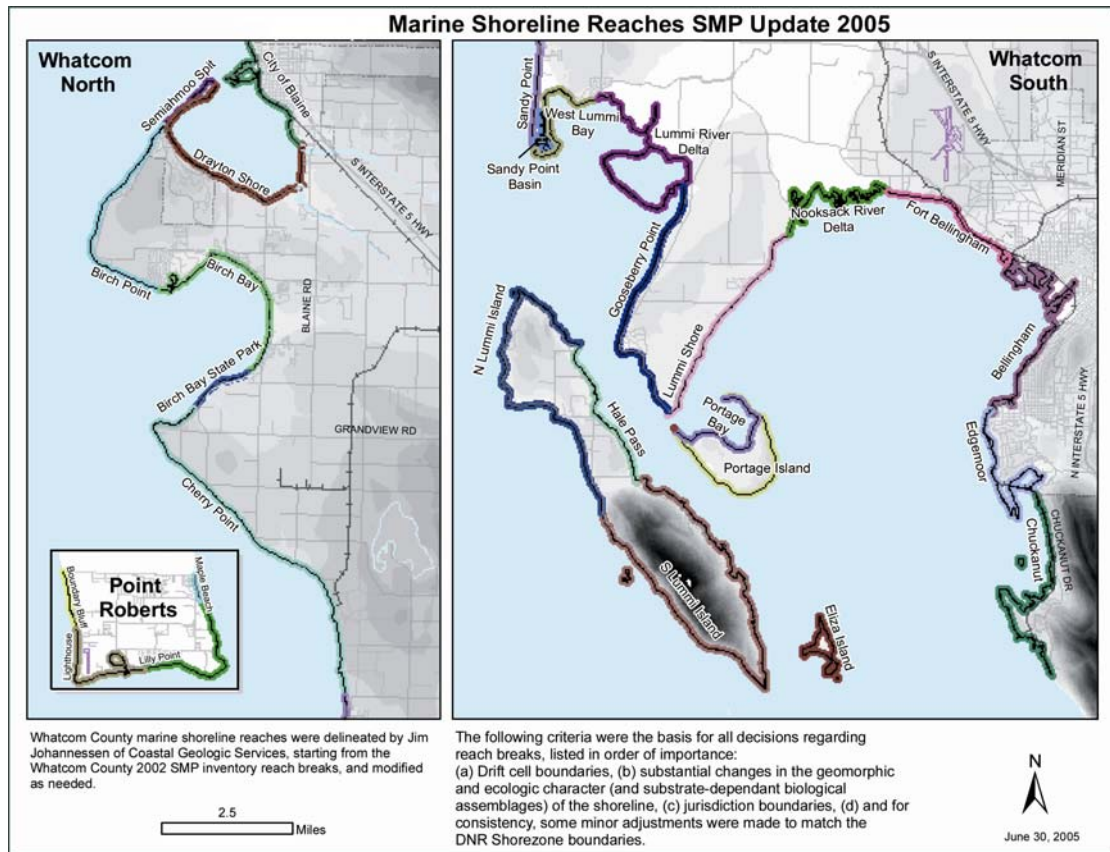 Marine Shoreline Reaches SMP Update 2005
Whatcom
North
Semiahmoo Spit
City of Blaine
Drayton Shore
S INTERSTATE 5 HWY
Birch Point
Birch Bay
BLAINE RD
Birch Bay State Park
GRANDVIEW RD
Cherry Point
Point
Roberts
Boundary Bluff
Maple Beach
Lighthouse
Lilly Point
Whatcom
South
Sandy Point
West Lummi
Bay
Sandy Point
Basin
Lummi River
Delta
S INTERSTATE 5 HWY
MERIDIAN ST
Nooksack River
Delta
Fort Bellingham
Gooseberry Point
N Lummi Island
Lummi Shore
Bellingham
Hale Pass
Portage
Bay
Portage Island
Edgemoor
N INTERSTATE 5 HWY
Chuckanut
CHUCKANUT DR
S Lummi Island
Eliza Island
Whatcom County marine shoreline reaches were delineated by Jim
Johannessen of Coastal Geologic Services, starting from the
Whatcom County 2002 SMP inventory reach breaks, and modified
as needed.
2.5
Miles
The following criteria were the basis for all decisions regarding
reach breaks, listed in order of importance:
(a) Drift cell boundaries, (b) substantial changes in the geomorphic
and ecologic character (and substrate-dependant biological
assemblages) of the shoreline, (c) jurisdiction boundaries, (d) and for
consistency, some minor adjustments were made to match the
DNR Shorezone boundaries.
N
June 30, 2005